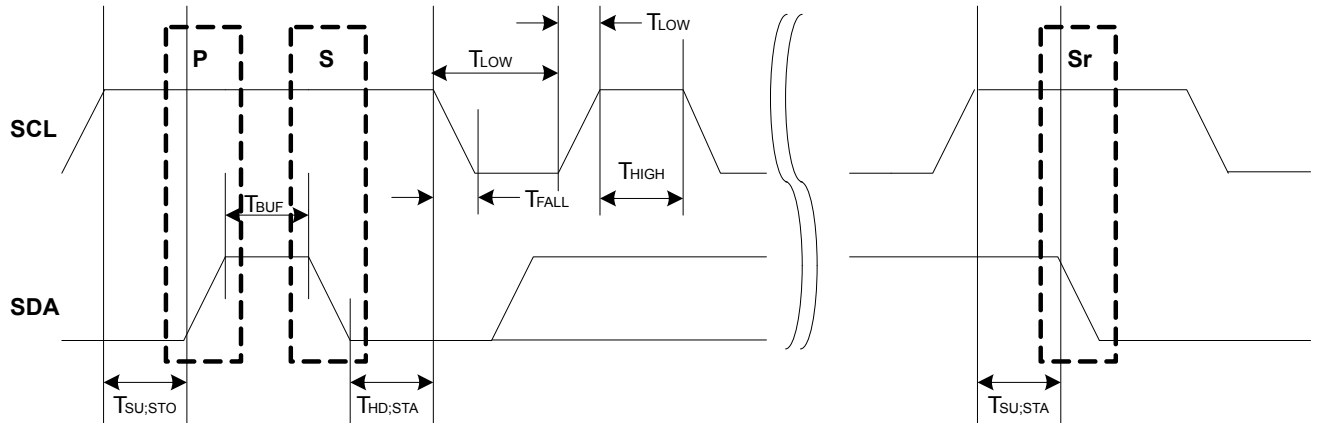 TLOW
P
S
TLOW
Sr
SCL
THIGH
TBUF
TFALL
SDA
TSU;STO
THD;STA
TSU;STA